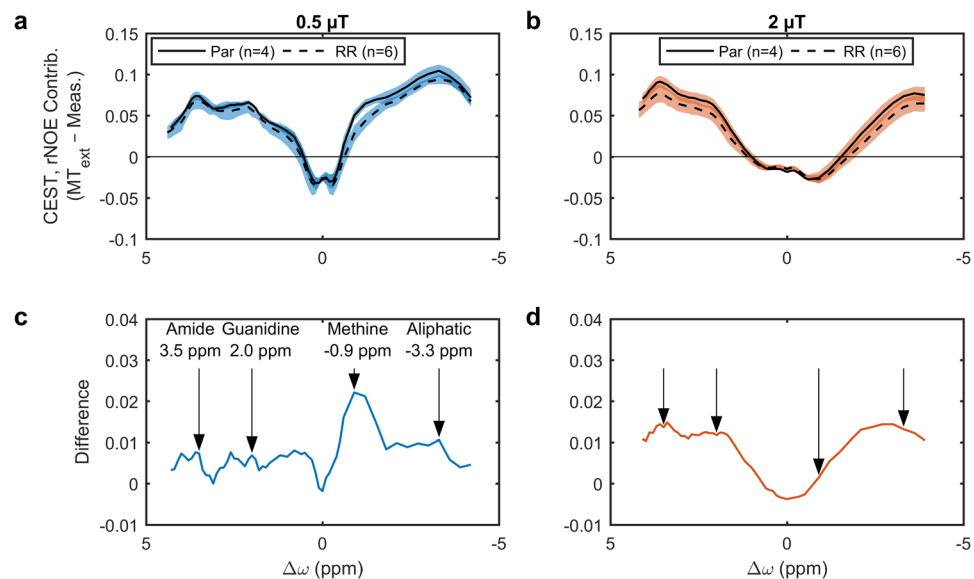 a
0.5 µT
b
2 µT
Par (n=4) RR (n=6)
Par (n=4) RR (n=6)
CEST, rNOE Contrib.
(MText − Meas.)
0.15
0.1
0.05
0
-0.05
-0.1
5 0 -5
0.15
0.1
0.05
0
-0.05
-0.1
5 0 -5
c
d
Amide Guanidine Methine Aliphatic
3.5 ppm 2.0 ppm -0.9 ppm -3.3 ppm
Difference
0.04
0.03
0.02
0.01
0
-0.01
5 0 -5
Δω (ppm)
0.04
0.03
0.02
0.01
0
-0.01
5 0 -5
Δω (ppm)